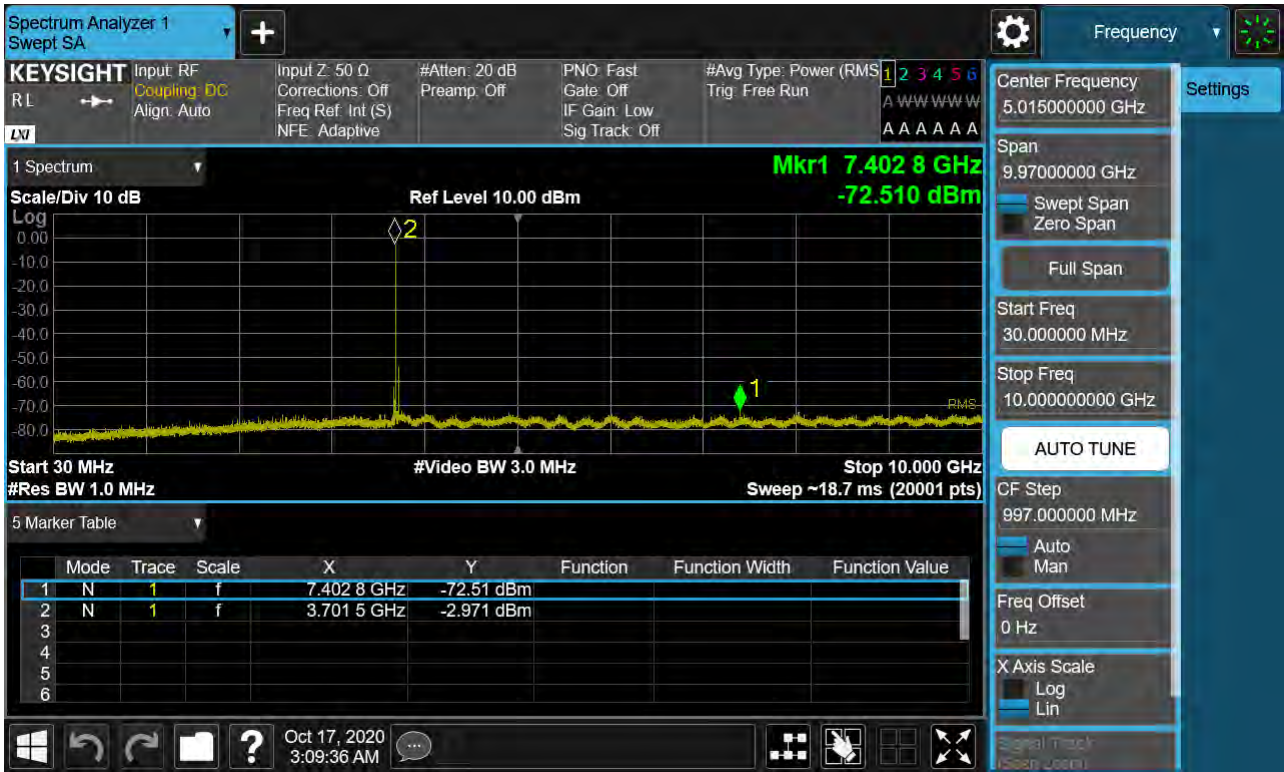 Spectrum Analyzer 1
Swept SA
+
Frequency
KEYSIGHT
RL
LXI
Input: RF
Coupling: DC
Align: Auto
Input Z: 50 Ω
Corrections: Off
Freq Ref: Int (S)
NFE: Adaptive
#Atten: 20 dB
Preamp: Off
PNO: Fast
Gate: Off
IF Gain: Low
Sig Track: Off
#Avg Type: Power (RMS
Trig: Free Run
1 2 3 4 5 6
A W W W W W
A A A A A A
Center Frequency
5.015000000 GHz
Settings
Span
9.97000000 GHz
Swept Span
Zero Span
Full Span
Start Freq
30.000000 MHz
Stop Freq
10.000000000 GHz
AUTO TUNE
CF Step
997.000000 MHz
Auto
Man
Freq Offset
0 Hz
X Axis Scale
Log
Lin
Signal Track
(Span Zoom)
1 Spectrum
Mkr1 7.402 8 GHz
-72.510 dBm
Scale/Div 10 dB
Ref Level 10.00 dBm
Log
0.00
-10.0
-20.0
-30.0
-40.0
-50.0
-60.0
-70.0
-80.0
2
1
RMS
Start 30 MHz
#Video BW 3.0 MHz
Stop 10.000 GHz
#Res BW 1.0 MHz
Sweep ~18.7 ms (20001 pts)
5 Marker Table
Mode Trace Scale X Y Function Function Width Function Value
1 N 1 f 7.402 8 GHz -72.51 dBm
2 N 1 f 3.701 5 GHz -2.971 dBm
3
4
5
6
?
Oct 17, 2020
3:09:36 AM